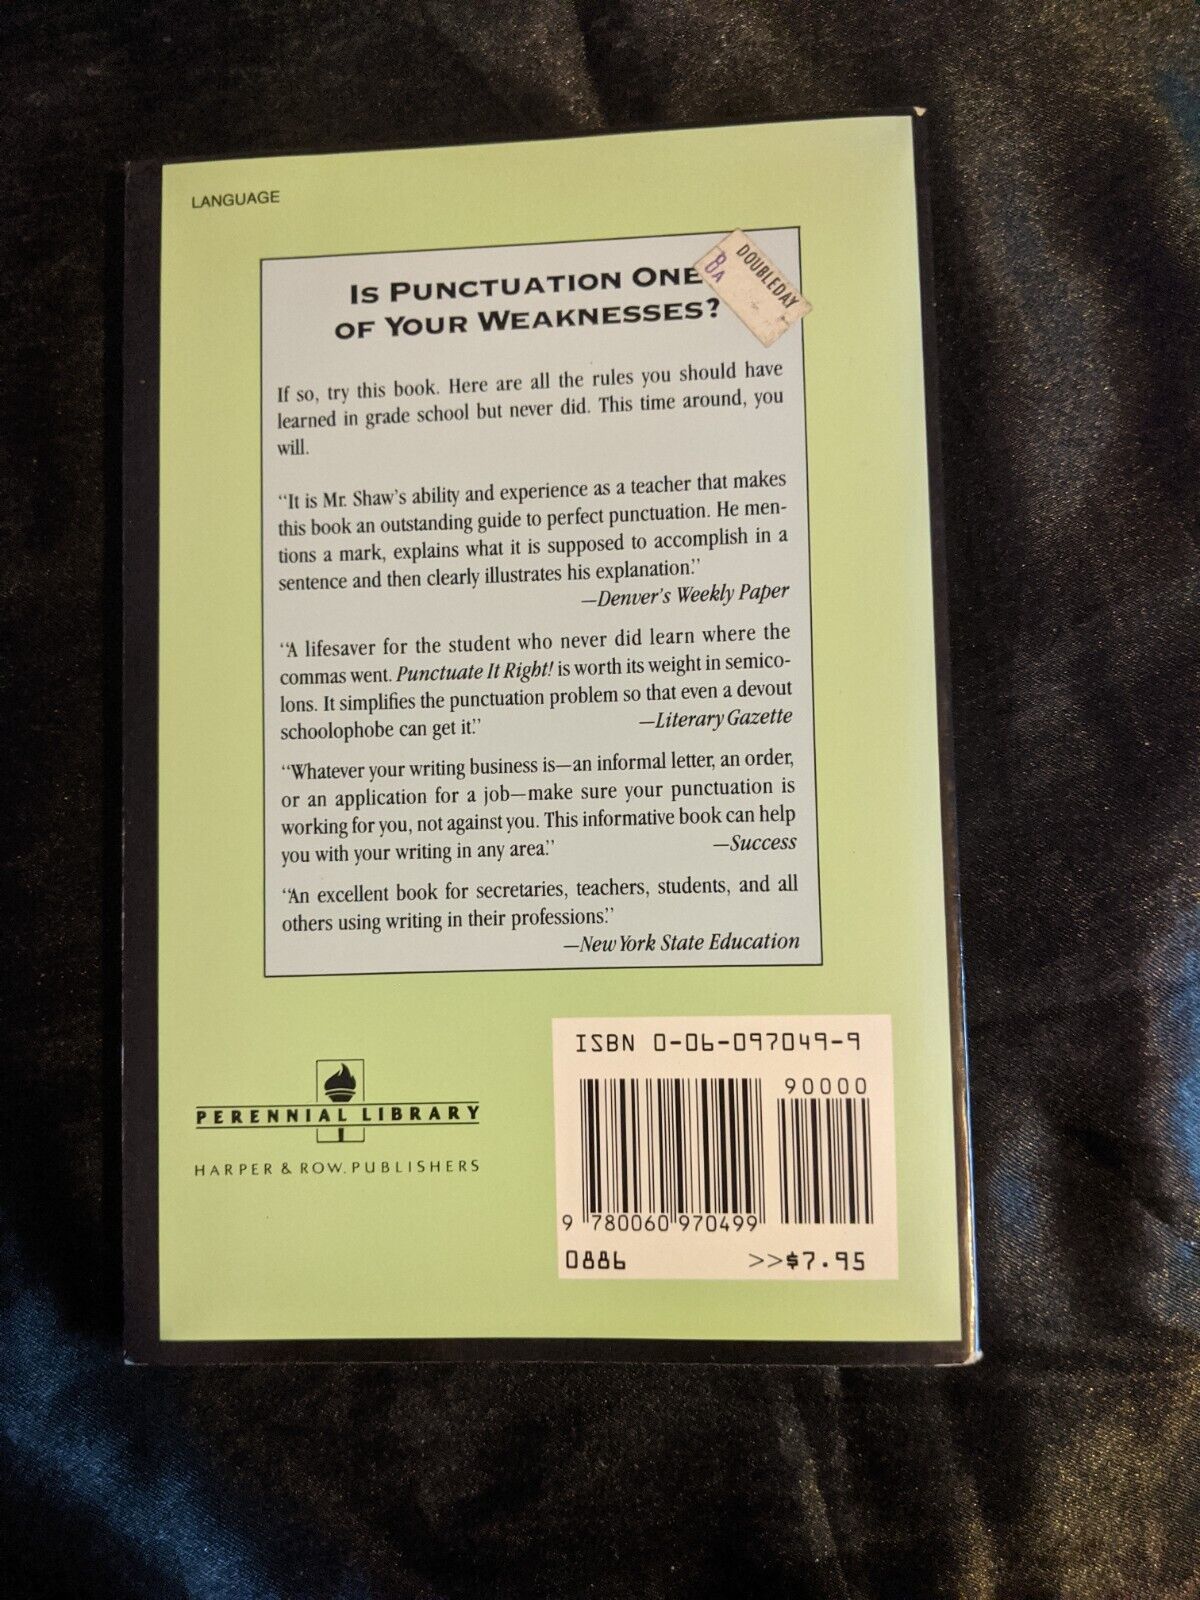 LANGUAGE
DOUBLEDAY
8A
IS PUNCTUATION ONE
OF YOUR WEAKNESSES?
If so, try this book. Here are all the rules you should have
learned in grade school but never did. This time around, you
will.
“It is Mr. Shaw’s ability and experience as a teacher that makes
this book an outstanding guide to perfect punctuation. He men-
tions a mark, explains what it is supposed to accomplish in a
sentence and then clearly illustrates his explanation.”
—Denver’s Weekly Paper
“A lifesaver for the student who never did learn where the
commas went. Punctuate It Right! is worth its weight in semico-
lons. It simplifies the punctuation problem so that even a devout
schoolophobe can get it.” —Literary Gazette
“Whatever your writing business is—an informal letter, an order,
or an application for a job—make sure your punctuation is
working for you, not against you. This informative book can help
you with your writing in any area.” —Success
“An excellent book for secretaries, teachers, students, and all
others using writing in their professions.”
—New York State Education
PERENNIAL LIBRARY
HARPER & ROW, PUBLISHERS
ISBN 0-06-097049-9
90000
9 780060 970499
0886 >>$7.95